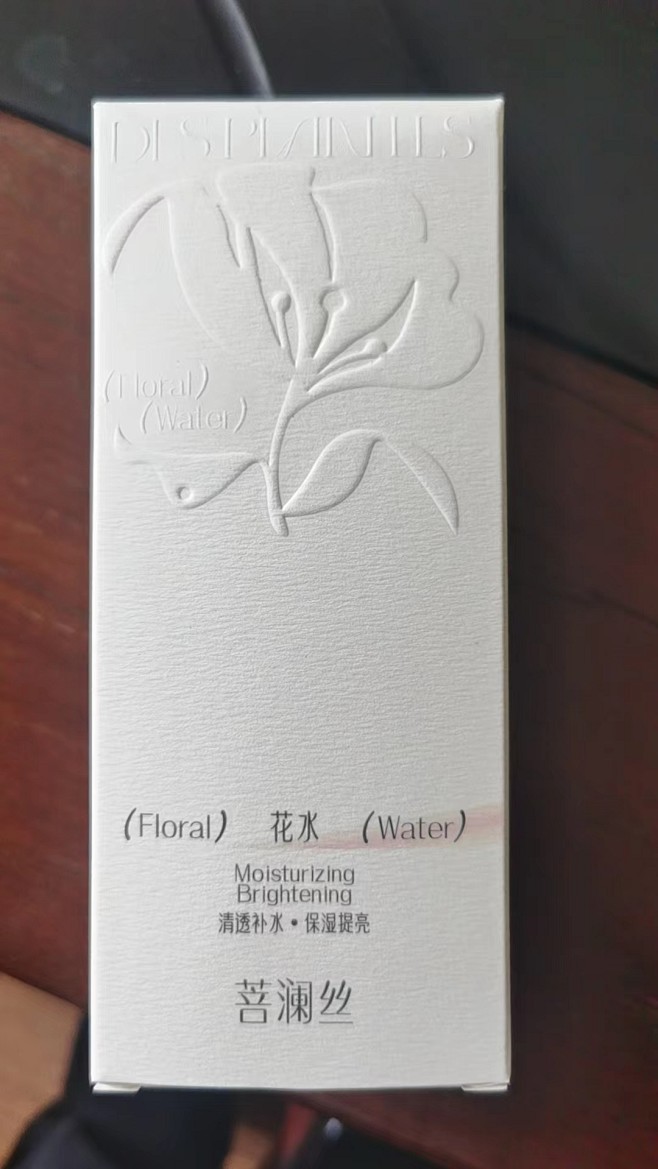 DESPLANTES
(Floral)
(Water)
(Floral) 花水 (Water)
Moisturizing
Brightening
清透补水•保湿提亮
菩澜丝